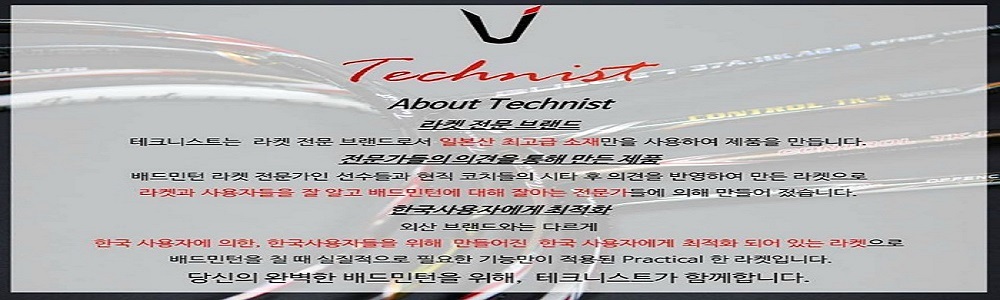 Technist
About Technist
라켓 전문 브랜드
테크니스트는 라켓 전문 브랜드로서 일본산 최고급 소재만을 사용하여 제품을 만듭니다.
전문가들의 의견을 통해 만든 제품
배드민턴 라켓 전문가인 선수들과 현직 코치들의 시타 후 의견을 반영하여 만든 라켓으로
라켓과 사용자들을 잘 알고 배드민턴에 대해 잘아는 전문가들에 의해 만들어 졌습니다.
한국사용자에게 최적화
외산 브랜드와는 다르게
한국 사용자에 의한, 한국사용자들을 위해 만들어진 한국 사용자에게 최적화 되어 있는 라켓으로
배드민턴을 칠 때 실질적으로 필요한 기능만이 적용된 Practical 한 라켓입니다.
당신의 완벽한 배드민턴을 위해, 테크니스트가 함께합니다.
CONTROL